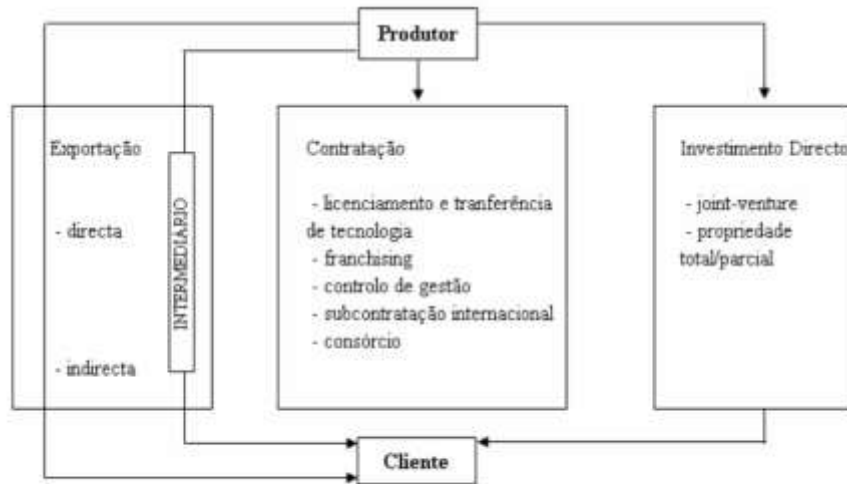 Produtor
Exportação
- directa
- indirecta
INTERMEDIÁRIO
Contratação
- licenciamento e tranferência
de tecnologia
- franchising
- controlo de gestão
- subcontratação internacional
- consórcio
Investimento Directo
- joint-venture
- propriedade
total/parcial
Cliente